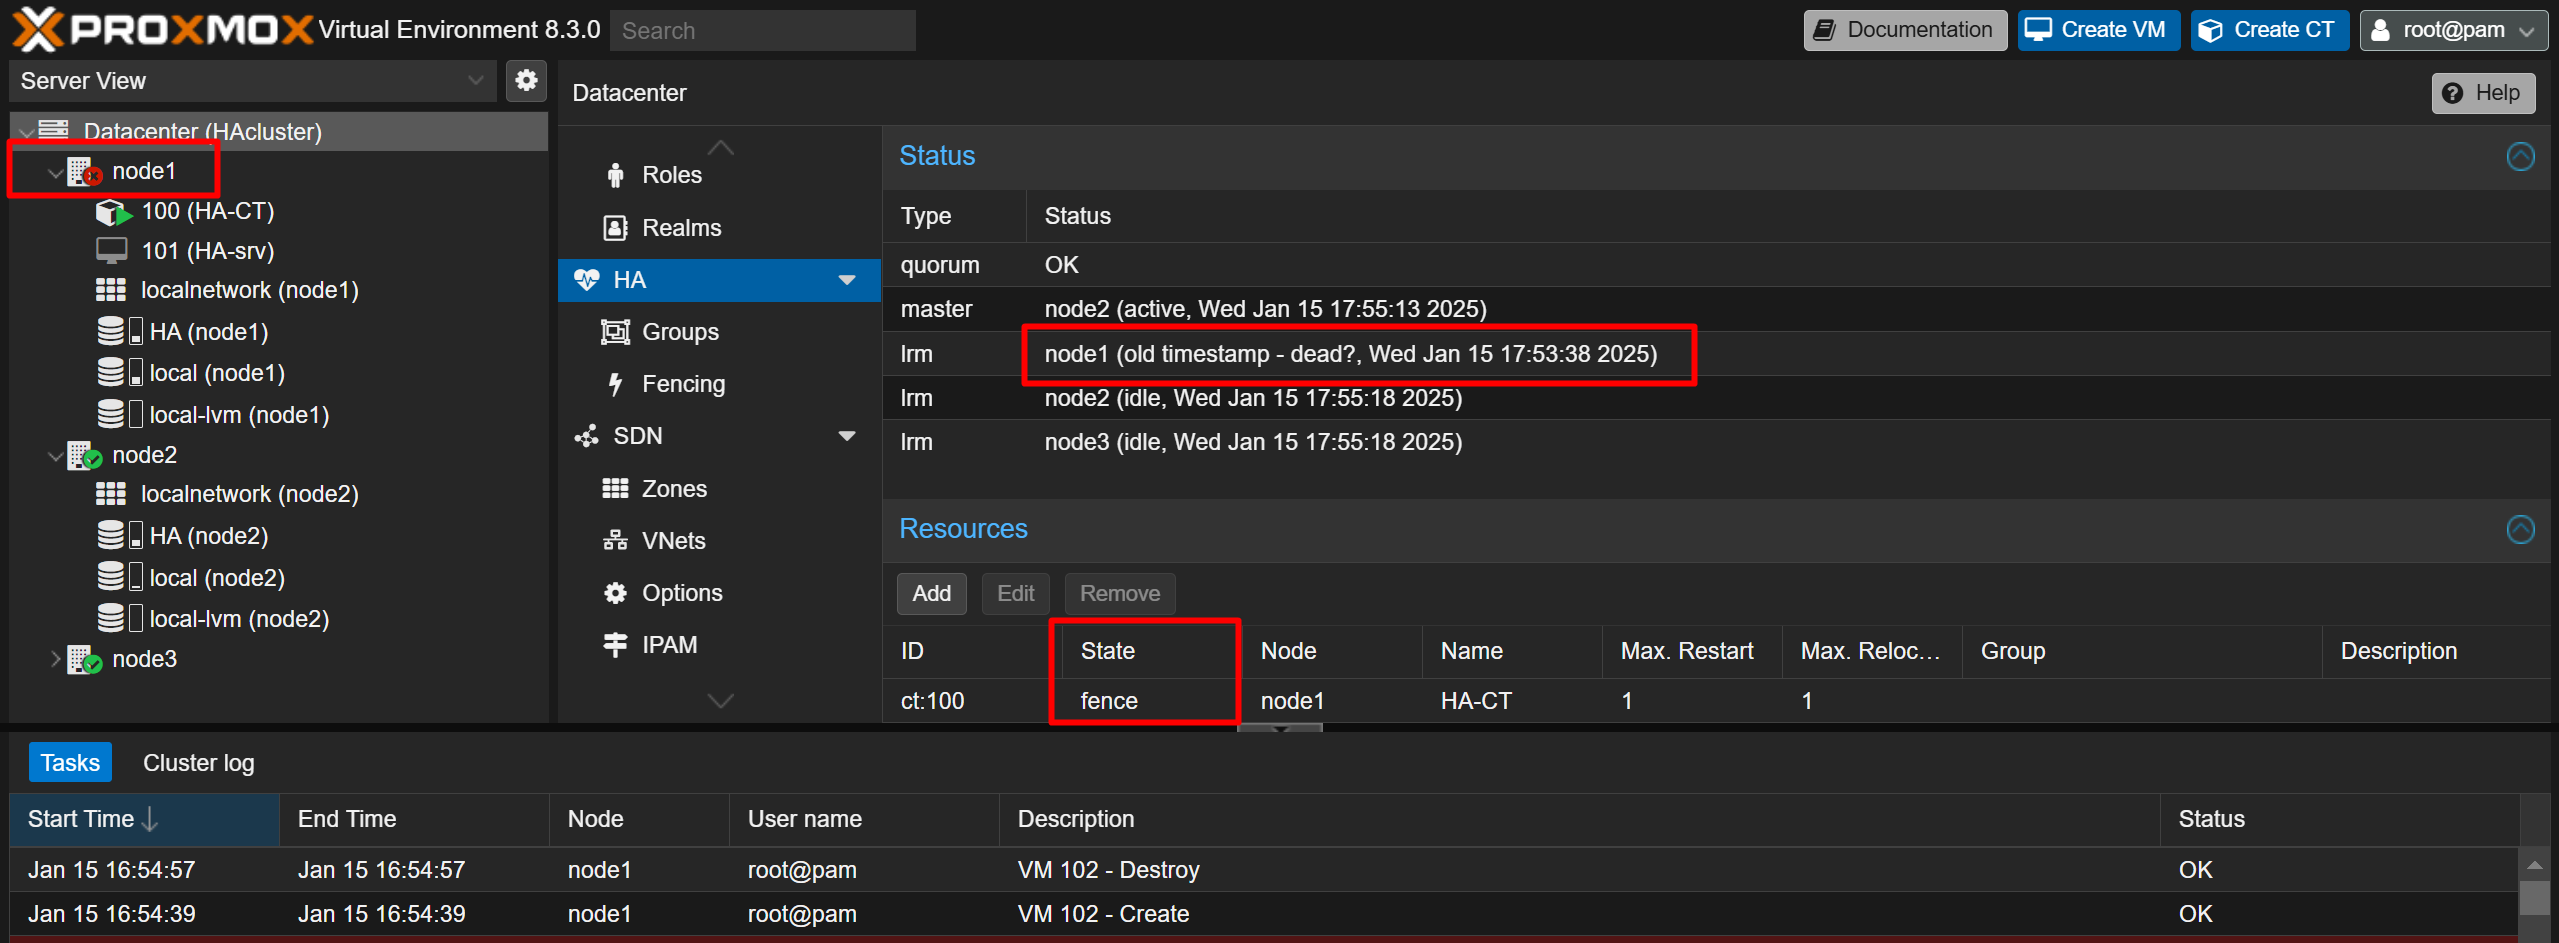 PROXMOX Virtual Environment 8.3.0 Search Documentation Create VM Create CT root@pam
Server View
Datacenter (HAcluster)
node1
100 (HA-CT)
101 (HA-srv)
localnetwork (node1)
HA (node1)
local (node1)
local-lvm (node1)
node2
localnetwork (node2)
HA (node2)
local (node2)
local-lvm (node2)
node3
Datacenter Help
Roles
Realms
HA
Groups
Fencing
SDN
Zones
VNets
Options
IPAM
Status
Type Status
quorum OK
master node2 (active, Wed Jan 15 17:55:13 2025)
lrm node1 (old timestamp - dead?, Wed Jan 15 17:53:38 2025)
lrm node2 (idle, Wed Jan 15 17:55:18 2025)
lrm node3 (idle, Wed Jan 15 17:55:18 2025)
Resources
Add Edit Remove
ID State Node Name Max. Restart Max. Reloc... Group Description
ct:100 fence node1 HA-CT 1 1
Tasks Cluster log
Start Time End Time Node User name Description Status
Jan 15 16:54:57 Jan 15 16:54:57 node1 root@pam VM 102 - Destroy OK
Jan 15 16:54:39 Jan 15 16:54:39 node1 root@pam VM 102 - Create OK